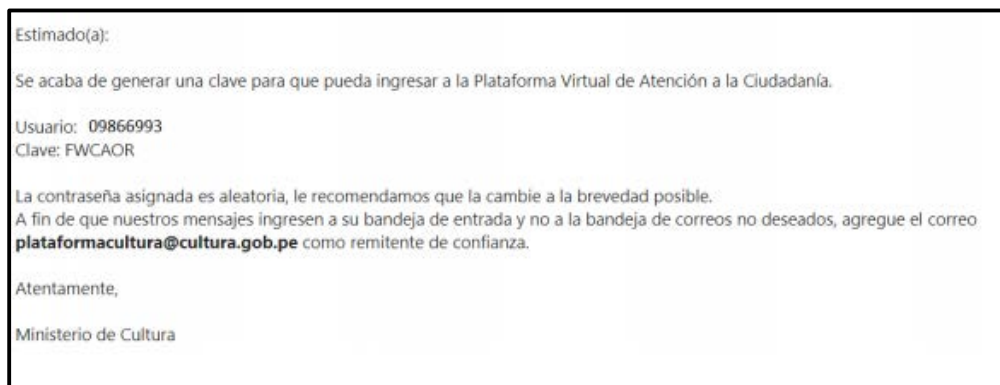 Estimado(a):
Se acaba de generar una clave para que pueda ingresar a la Plataforma Virtual de Atención a la Ciudadanía.
Usuario: 09866993
Clave: FWCAOR
La contraseña asignada es aleatoria, le recomendamos que la cambie a la brevedad posible.
A fin de que nuestros mensajes ingresen a su bandeja de entrada y no a la bandeja de correos no deseados, agregue el correo
plataformacultura@cultura.gob.pe como remitente de confianza.
Atentamente,
Ministerio de Cultura